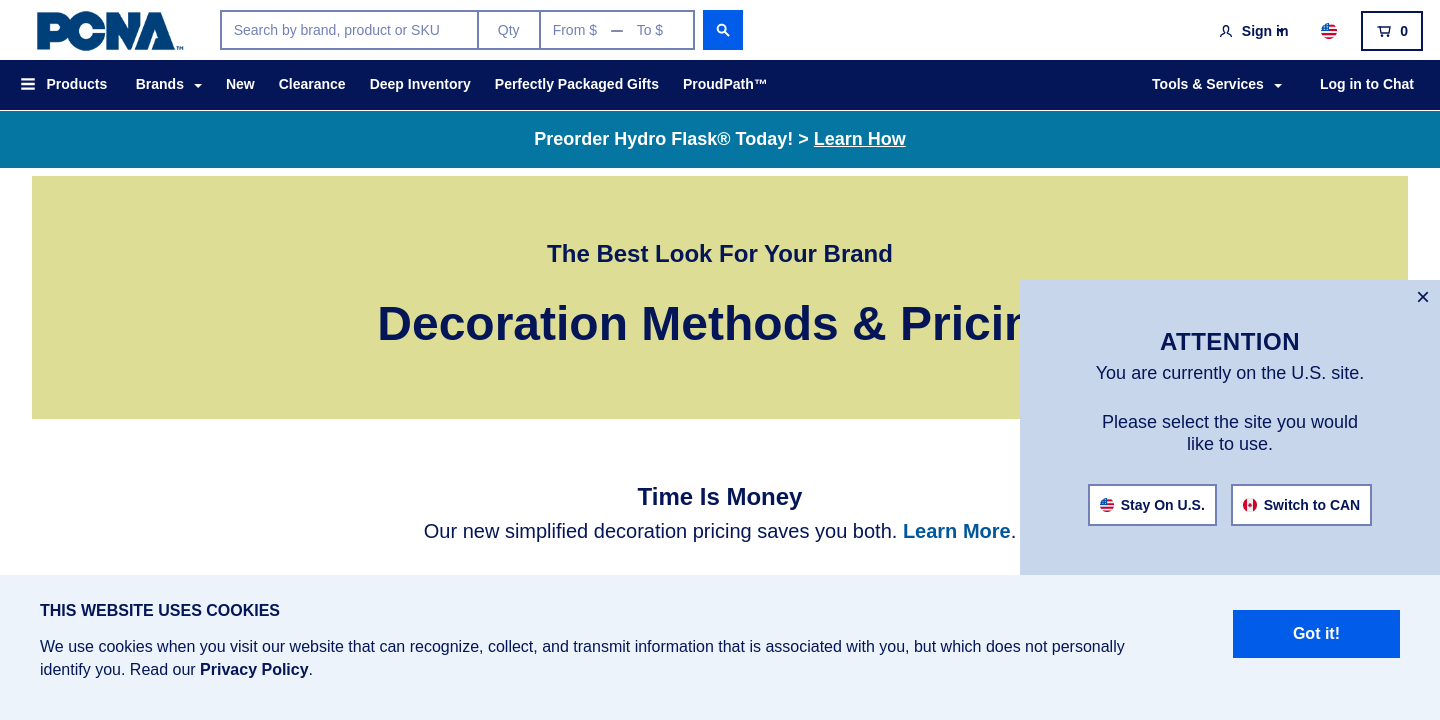 PCNA™
Search by brand, product or SKU
Qty
From $ — To $
Sign in
0
Products
Brands
New
Clearance
Deep Inventory
Perfectly Packaged Gifts
ProudPath™
Tools & Services
Log in to Chat
Preorder Hydro Flask® Today! > Learn How
The Best Look For Your Brand
Decoration Methods & Pricin
Time Is Money
Our new simplified decoration pricing saves you both. Learn More.
×
ATTENTION
You are currently on the U.S. site.
Please select the site you would
like to use.
Stay On U.S.
Switch to CAN
THIS WEBSITE USES COOKIES
We use cookies when you visit our website that can recognize, collect, and transmit information that is associated with you, but which does not personally
identify you. Read our Privacy Policy.
Got it!